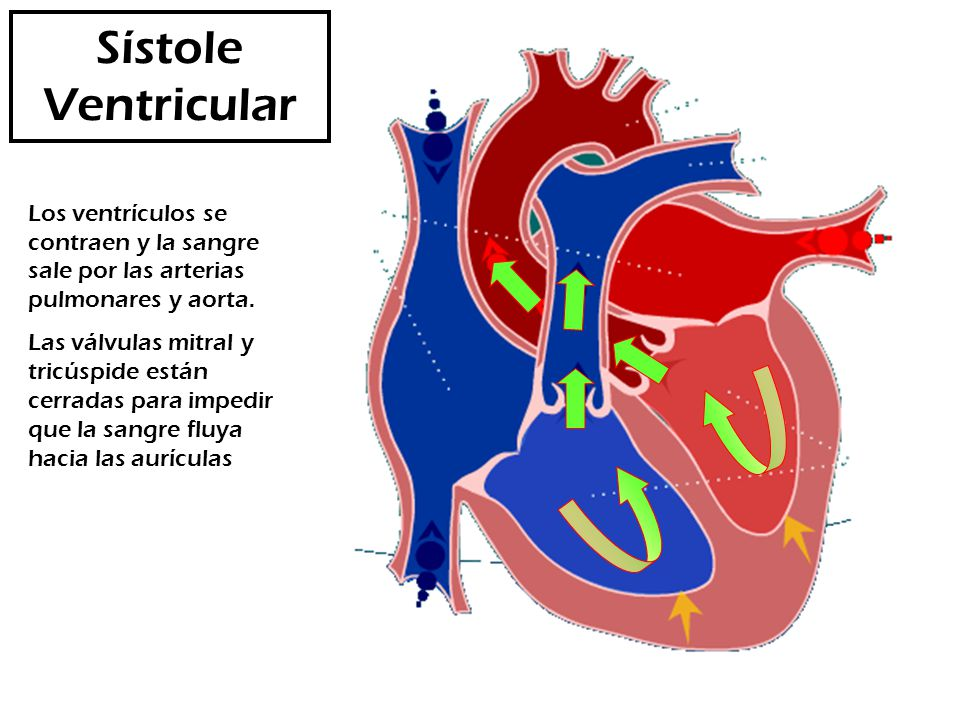 Sístole
Ventricular
Los ventrículos se
contraen y la sangre
sale por las arterias
pulmonares y aorta.
Las válvulas mitral y
tricúspide están
cerradas para impedir
que la sangre fluya
hacia las aurículas